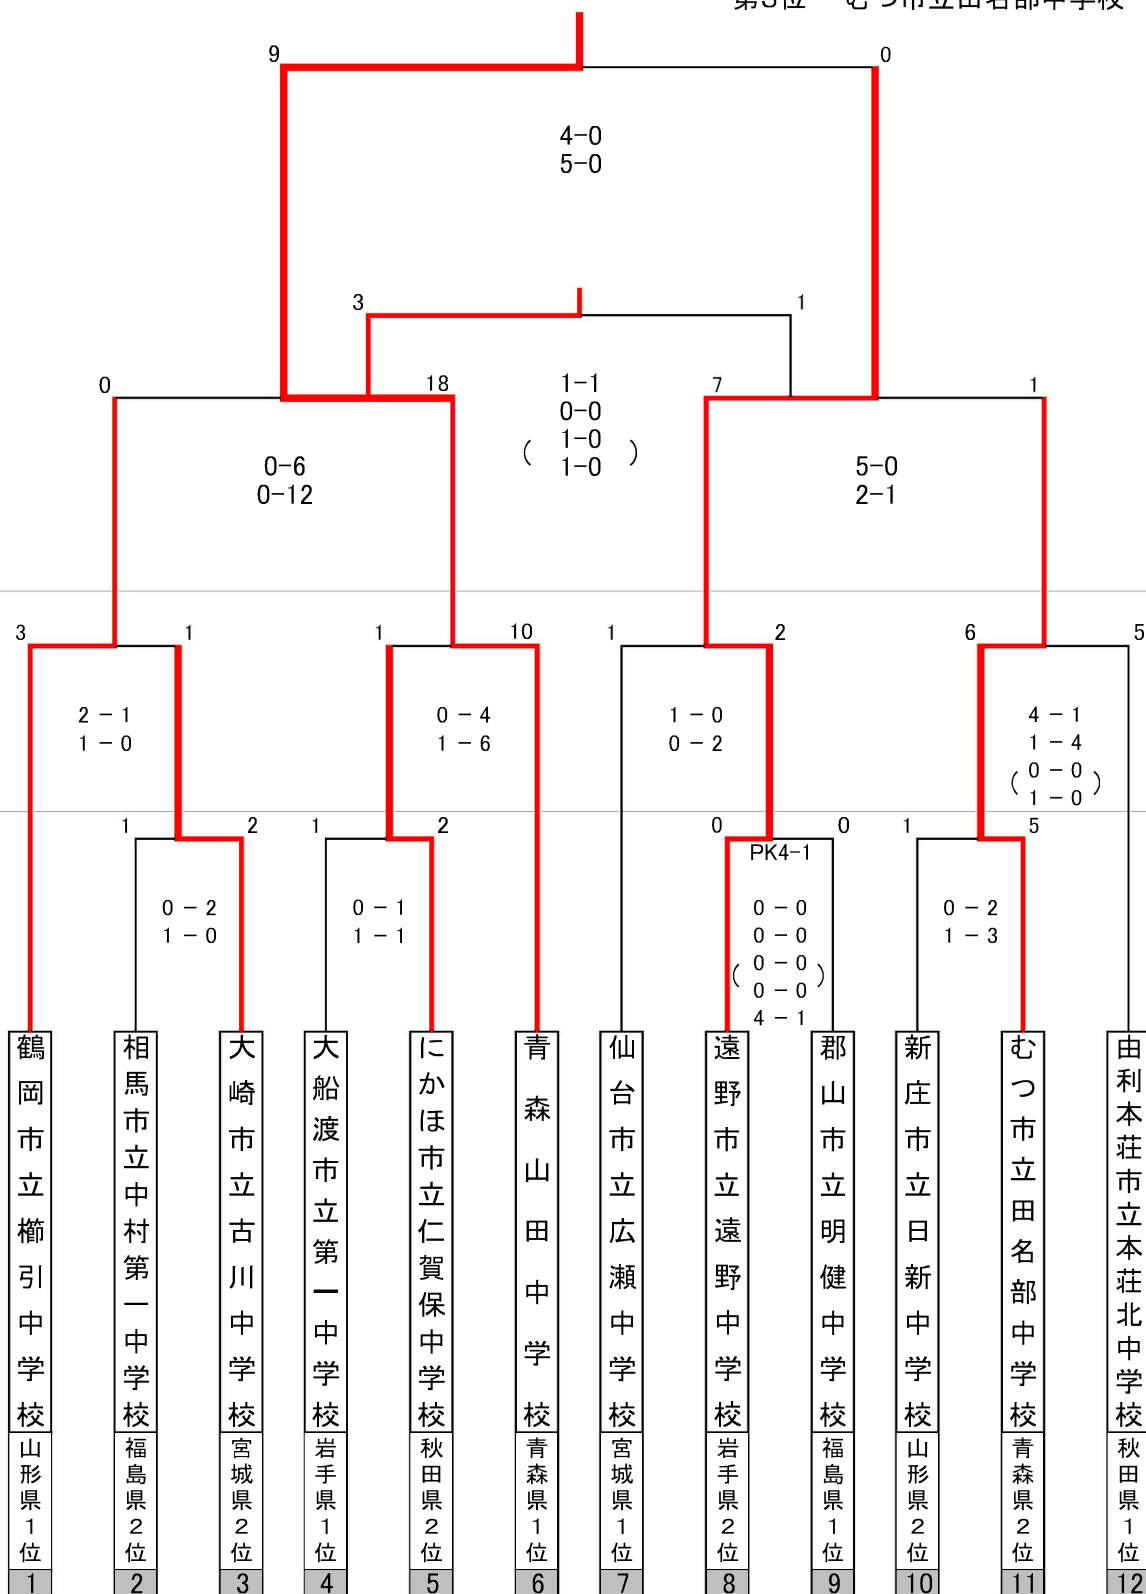 9
0
4-0
5-0
3
1
0
18
1-1
0-0
(1-0
1-0)
7
1
0-6
0-12
5-0
2-1
3
1
1
10
1
2
6
5
2 - 1
1 - 0
0 - 4
1 - 6
1 - 0
0 - 2
4 - 1
1 - 4
(0 - 0
1 - 0)
1
2
1
2
0
0
1
5
PK4-1
0 - 2
1 - 0
0 - 1
1 - 1
0 - 0
0 - 0
(0 - 0
0 - 0)
4 - 1
0 - 2
1 - 3
鶴岡市立櫛引中学校
山形県1位
1
相馬市立中村第一中学校
福島県2位
2
大崎市立古川中学校
宮城県2位
3
大船渡市立第一中学校
岩手県1位
4
にかほ市立仁賀保中学校
秋田県2位
5
青森山田中学校
青森県1位
6
仙台市立広瀬中学校
宮城県1位
7
遠野市立遠野中学校
岩手県2位
8
郡山市立明健中学校
福島県1位
9
新庄市立日新中学校
山形県2位
10
むつ市立田名部中学校
青森県2位
11
由利本荘市立本荘北中学校
秋田県1位
12